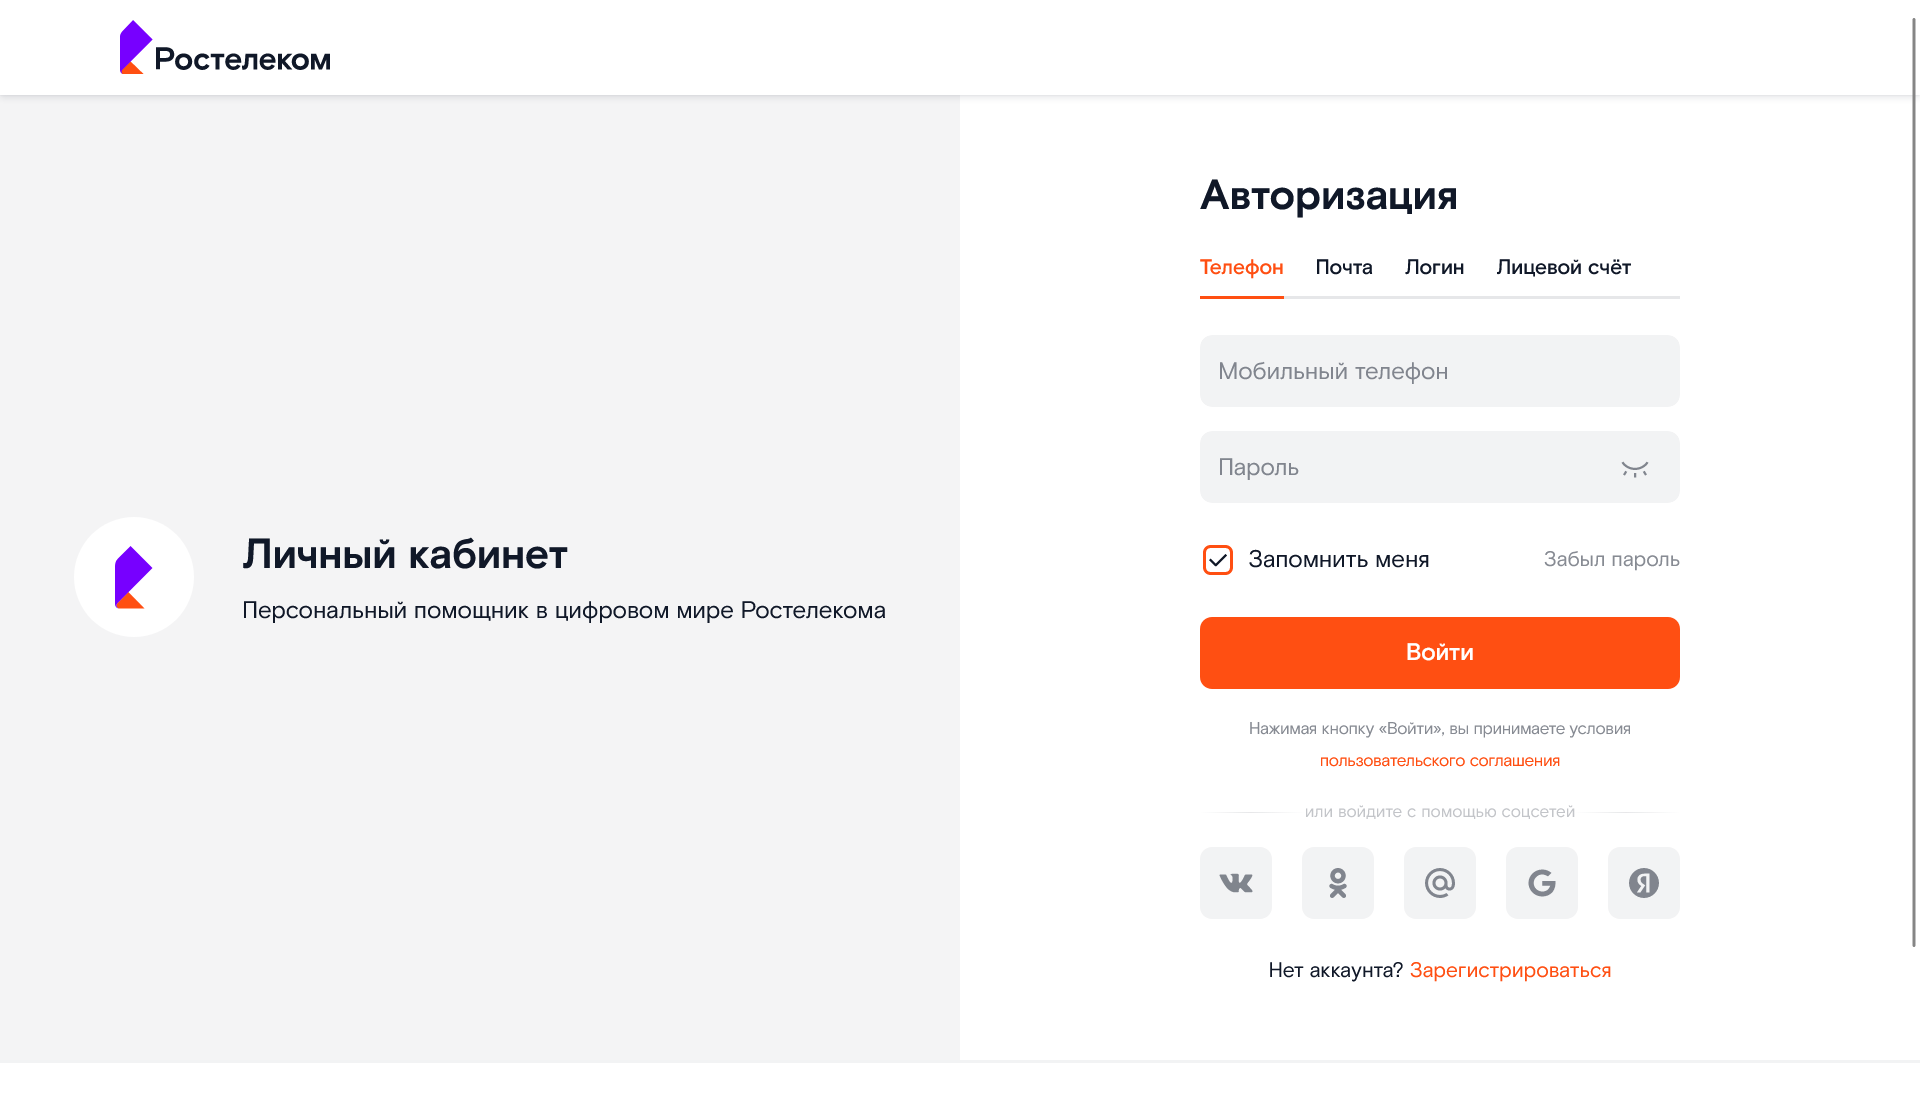 Ростелеком
Личный кабинет
Персональный помощник в цифровом мире Ростелекома
Авторизация
Телефон Почта Логин Лицевой счёт
Мобильный телефон
Пароль
Запомнить меня Забыл пароль
Войти
Нажимая кнопку «Войти», вы принимаете условия
пользовательского соглашения
или войдите с помощью соцсетей
Нет аккаунта? Зарегистрироваться